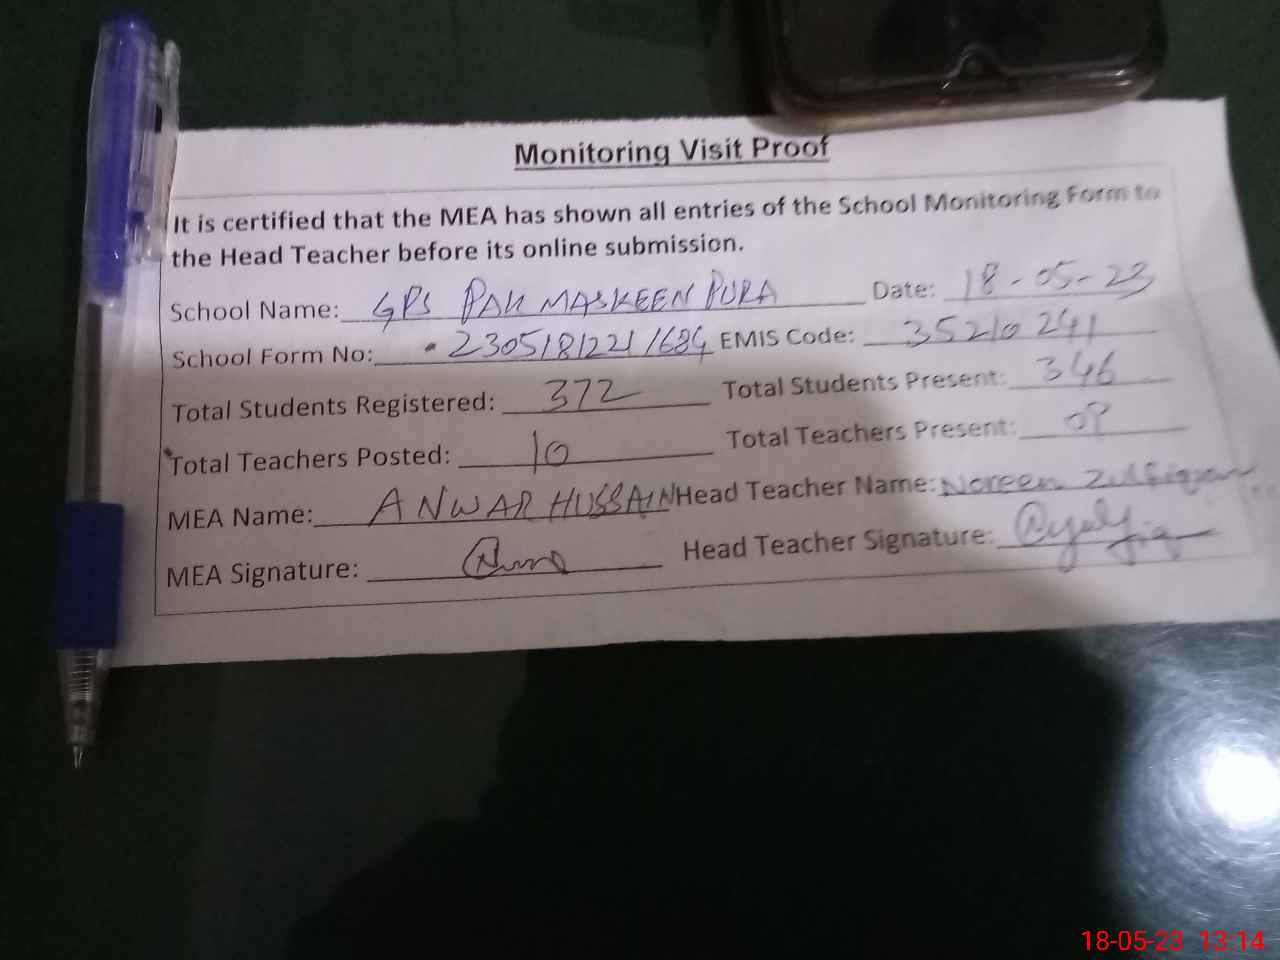 Monitoring Visit Proof
It is certified that the MEA has shown all entries of the School Monitoring Form to
the Head Teacher before its online submission.
School Name: GPS PAK MASKEEN PURA Date: 18-05-23
School Form No: 2305181221 1684 EMIS Code: 35210241
Total Students Registered: 372 Total Students Present: 346
Total Teachers Posted: 10 Total Teachers Present:
MEA Name: ANWAR HUSSAIN Head Teacher Name: Noreen Zulfiqar
MEA Signature: Head Teacher Signature:
18-05-23 13:14